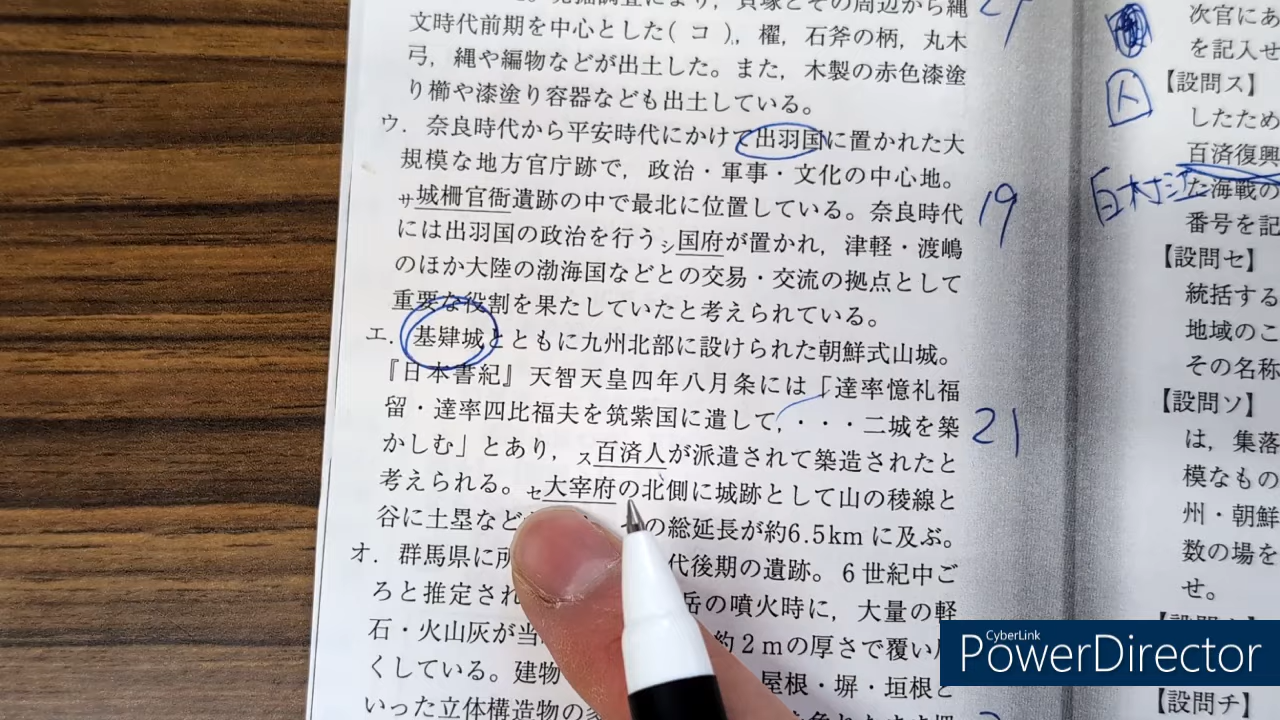 文時代前期を中心とした( コ ), 櫂, 石斧の柄, 丸木
弓, 縄や編物などが出土した。また, 木製の赤色漆塗
り櫛や漆塗り容器なども出土している。
ウ. 奈良時代から平安時代にかけて出羽国に置かれた大
規模な地方官庁跡で, 政治・軍事・文化の中心地。
サ城柵官衙遺跡の中で最北に位置している。奈良時代
には出羽国の政治を行うシ国府が置かれ, 津軽・渡嶋
のほか大陸の渤海国などとの交易・交流の拠点として
重要な役割を果たしていたと考えられている。
エ. 基肄城とともに九州北部に設けられた朝鮮式山城。
『日本書紀』天智天皇四年八月条には「達率憶礼福
留・達率四比福夫を筑紫国に遣して, ・・・二城を築
かしむ」とあり, ス百済人が派遣されて築造されたと
考えられる。セ大宰府の北側に城跡として山の稜線と
谷に土塁など
の総延長が約6.5kmに及ぶ。
オ. 群馬県に所
代後期の遺跡。6世紀中ご
ろと推定され
岳の噴火時に, 大量の軽
石・火山灰が当
約2mの厚さで覆い
くしている。建物
屋根・塀・垣根と
いった立体構造物の
19
21
次官にあ
を記入せ
人
【設問ス】
したため
百済復興
た海戦の
白村江
番号を記
【設問セ】
統括する
地域のこ
その名称
【設問ソ】
は, 集落
模なもの
州・朝鮮
数の場を
せ。
【設問チ】
CyberLink
PowerDirector